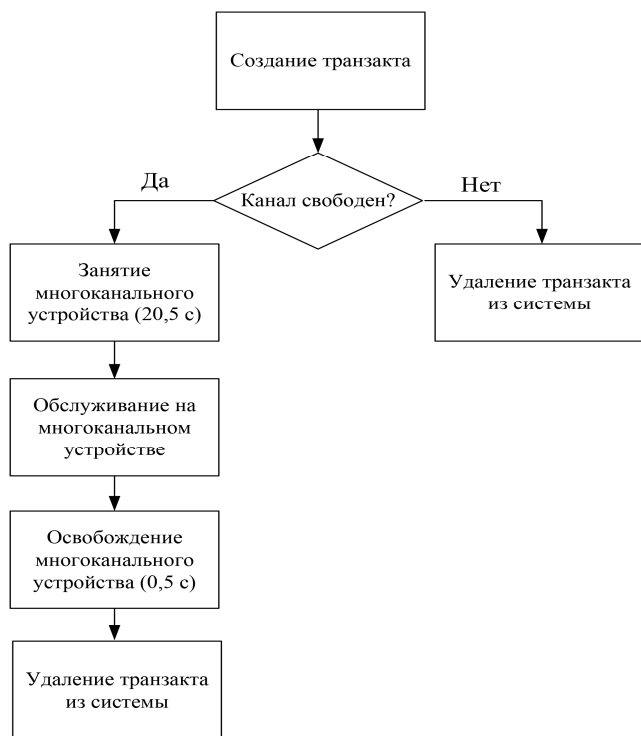 Создание транзакта
Канал свободен?
Да
Нет
Занятие
многоканального
устройства (20,5 с)
Удаление транзакта
из системы
Обслуживание на
многоканальном
устройстве
Освобождение
многоканального
устройства (0,5 с)
Удаление транзакта
из системы